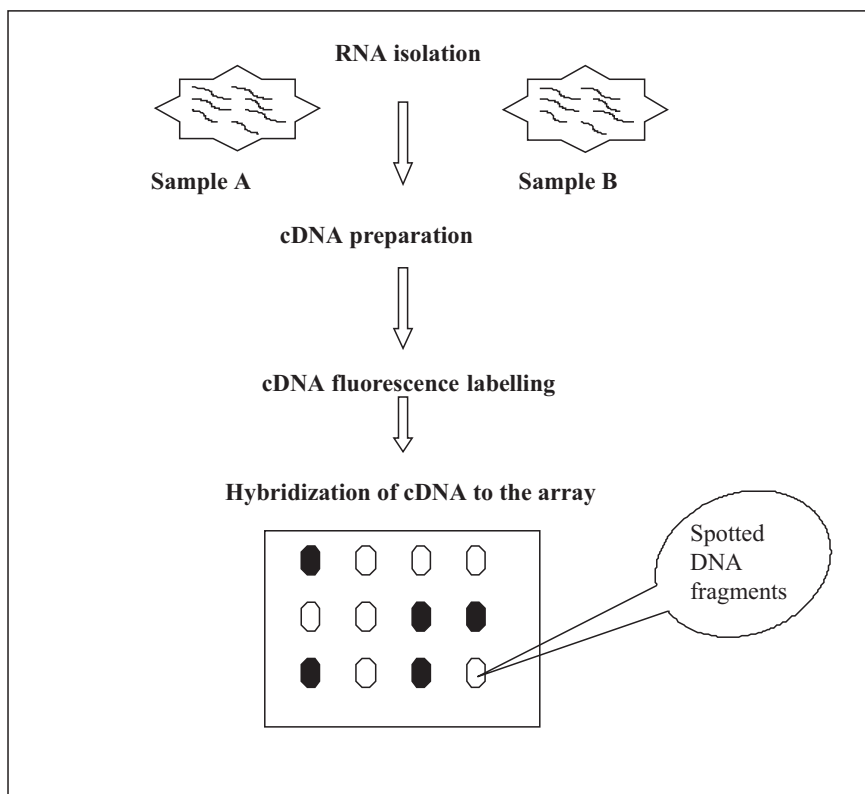 RNA isolation
Sample A
Sample B
cDNA preparation
cDNA fluorescence labelling
Hybridization of cDNA to the array
Spotted
DNA
fragments